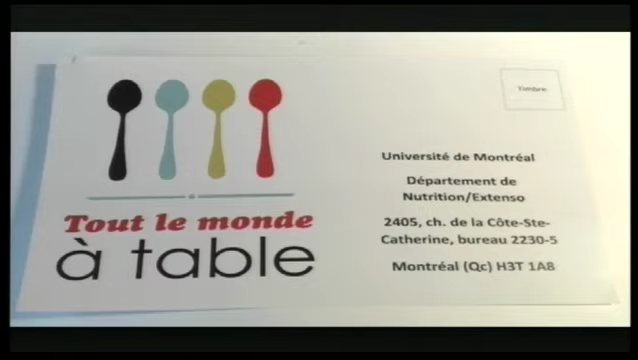 Tout le monde
à table
Timbre
Université de Montréal
Département de
Nutrition/Extenso
2405, ch. de la Côte-Ste-
Catherine, bureau 2230-5
Montréal (Qc) H3T 1A8